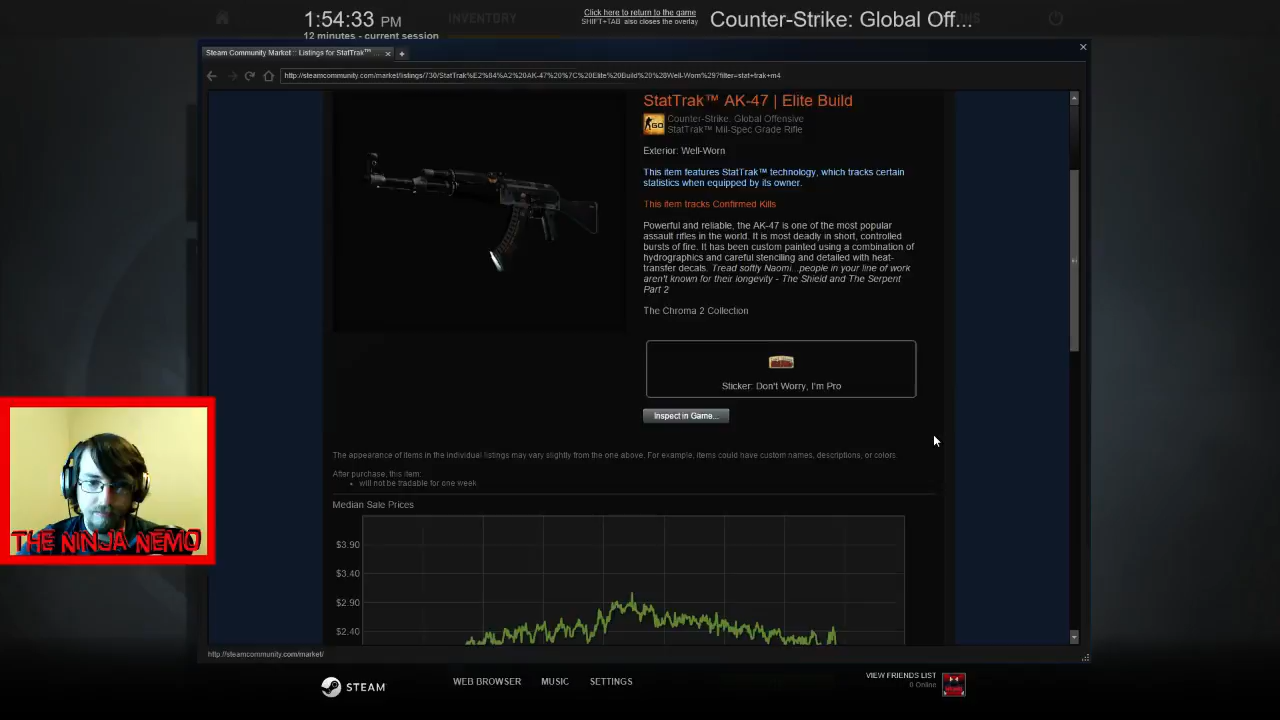 1:54:33 PM
12 minutes - current session
INVENTORY
Click here to return to the game
SHIFT+TAB also closes the overlay
Counter-Strike: Global Off...
Steam Community Market :: Listings for StatTrak™ ...
http://steamcommunity.com/market/listings/730/StatTrak%E2%84%A2%20AK-47%20%7C%20Elite%20Build%20%28Well-Worn%29?filter=stat+trak+m4
StatTrak™ AK-47 | Elite Build
Counter-Strike: Global Offensive
StatTrak™ Mil-Spec Grade Rifle
Exterior: Well-Worn
This item features StatTrak™ technology, which tracks certain
statistics when equipped by its owner.
This item tracks Confirmed Kills
Powerful and reliable, the AK-47 is one of the most popular
assault rifles in the world. It is most deadly in short, controlled
bursts of fire. It has been custom painted using a combination of
hydrographics and careful stenciling and detailed with heat-
transfer decals. Tread softly Naomi...people in your line of work
aren't known for their longevity - The Shield and The Serpent
Part 2
The Chroma 2 Collection
Sticker: Don't Worry, I'm Pro
Inspect in Game...
The appearance of items in the individual listings may vary slightly from the one above. For example, items could have custom names, descriptions, or colors.
After purchase, this item:
• will not be tradable for one week
Median Sale Prices
$3.90
$3.40
$2.90
$2.40
THE NINJA NEMO
http://steamcommunity.com/market/
STEAM
WEB BROWSER
MUSIC
SETTINGS
VIEW FRIENDS LIST
0 Online